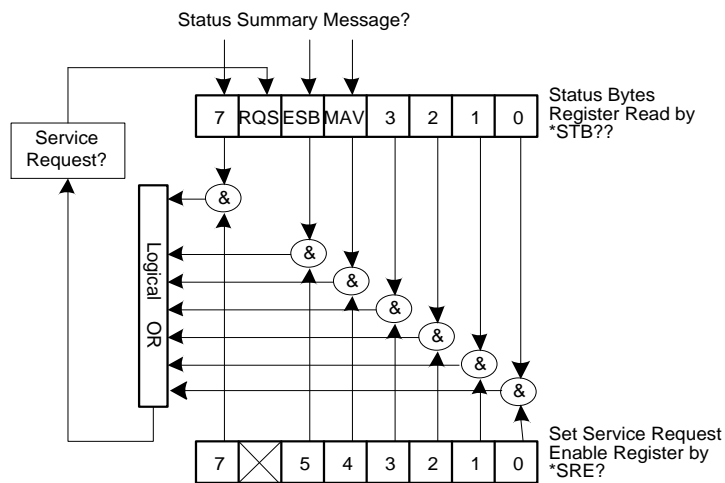 Status Summary Message?
7 RQS ESB MAV 3 2 1 0
Status Bytes
Register Read by
*STB??
Service
Request?
&
&
&
&
&
&
&
Logical OR
7 5 4 3 2 1 0
Set Service Request
Enable Register by
*SRE?